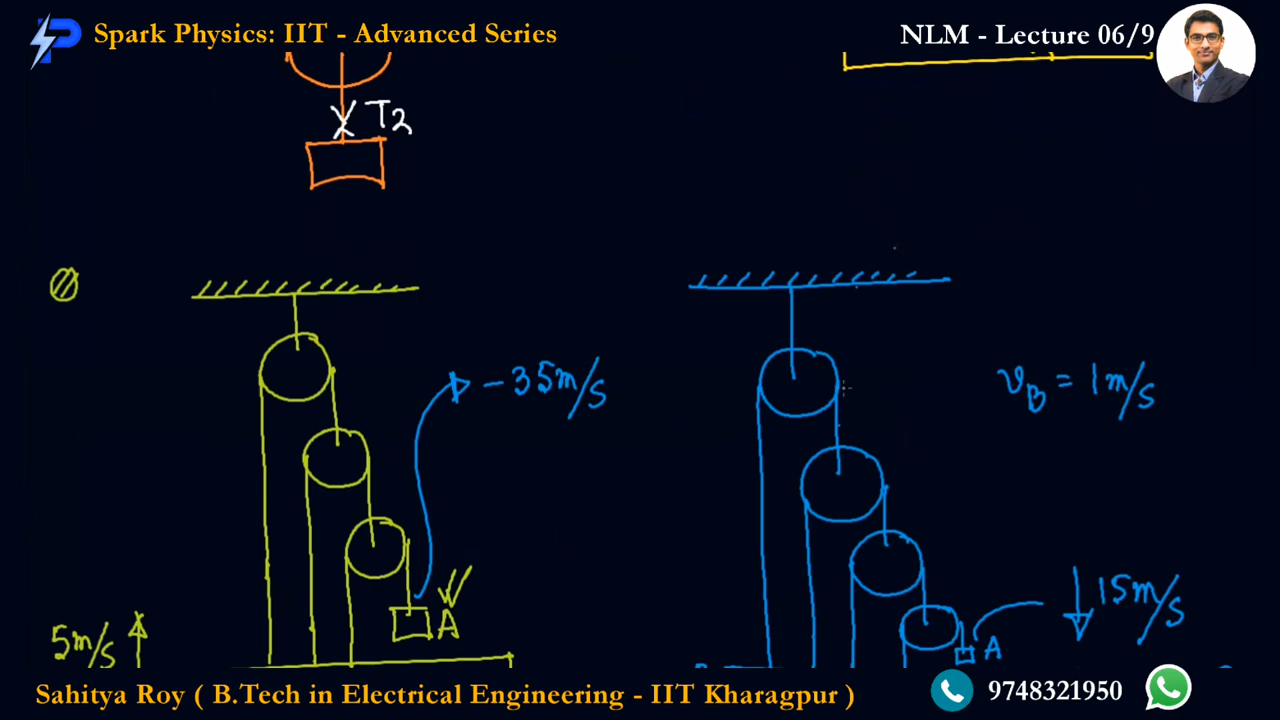 Spark Physics: IIT - Advanced Series
NLM - Lecture 06/9
T2
- 35m/s
vB = 1m/s
A
5m/s
15m/s
A
Sahitya Roy ( B.Tech in Electrical Engineering - IIT Kharagpur )
9748321950